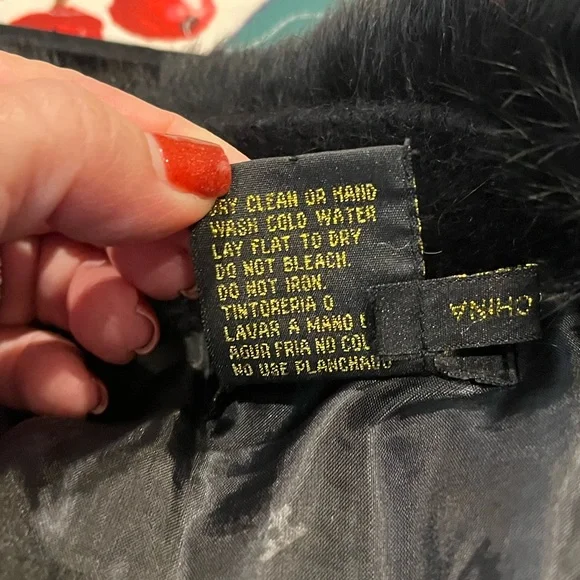 DRY CLEAN OR HAND
WASH COLD WATER
LAY FLAT TO DRY
DO NOT BLEACH.
DO NOT IRON.
TINTORERIA O
LAVAR A MANO
AGUA FRIA NO
NO USE PLANCHADO
CHINA